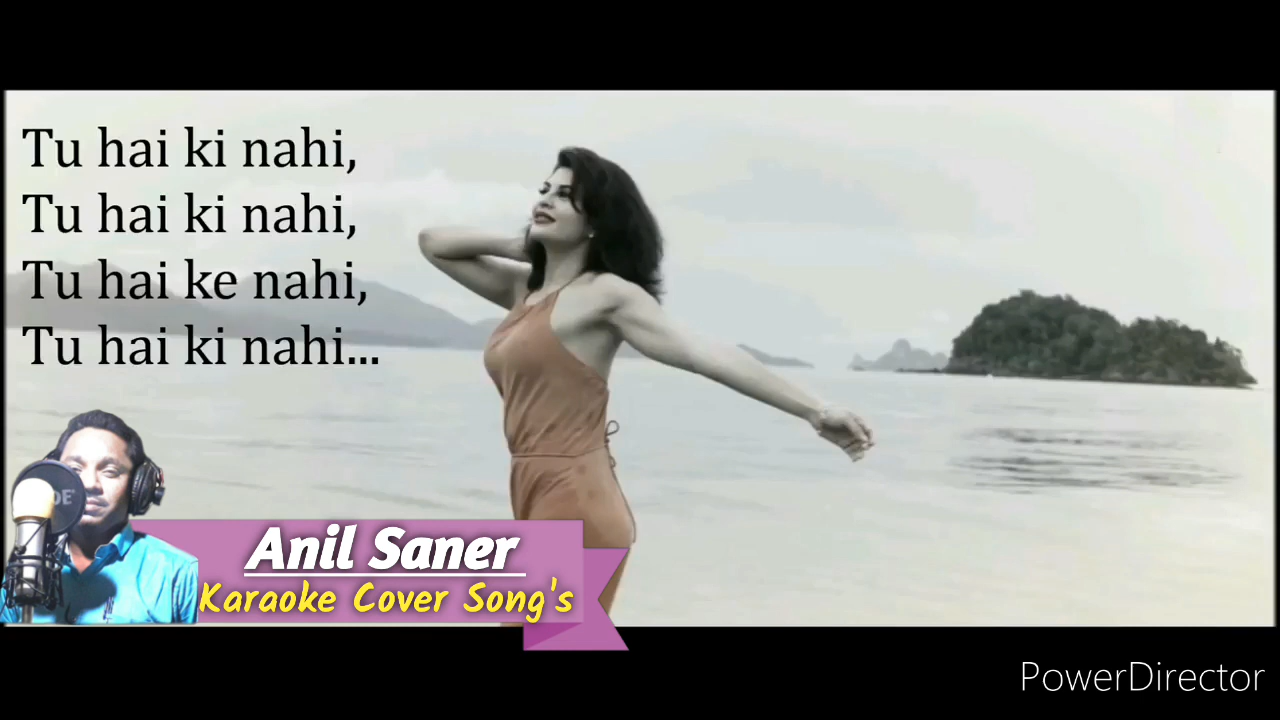 Tu hai ki nahi,
Tu hai ki nahi,
Tu hai ke nahi,
Tu hai ki nahi...
Anil Saner
Karaoke Cover Song's
PowerDirector